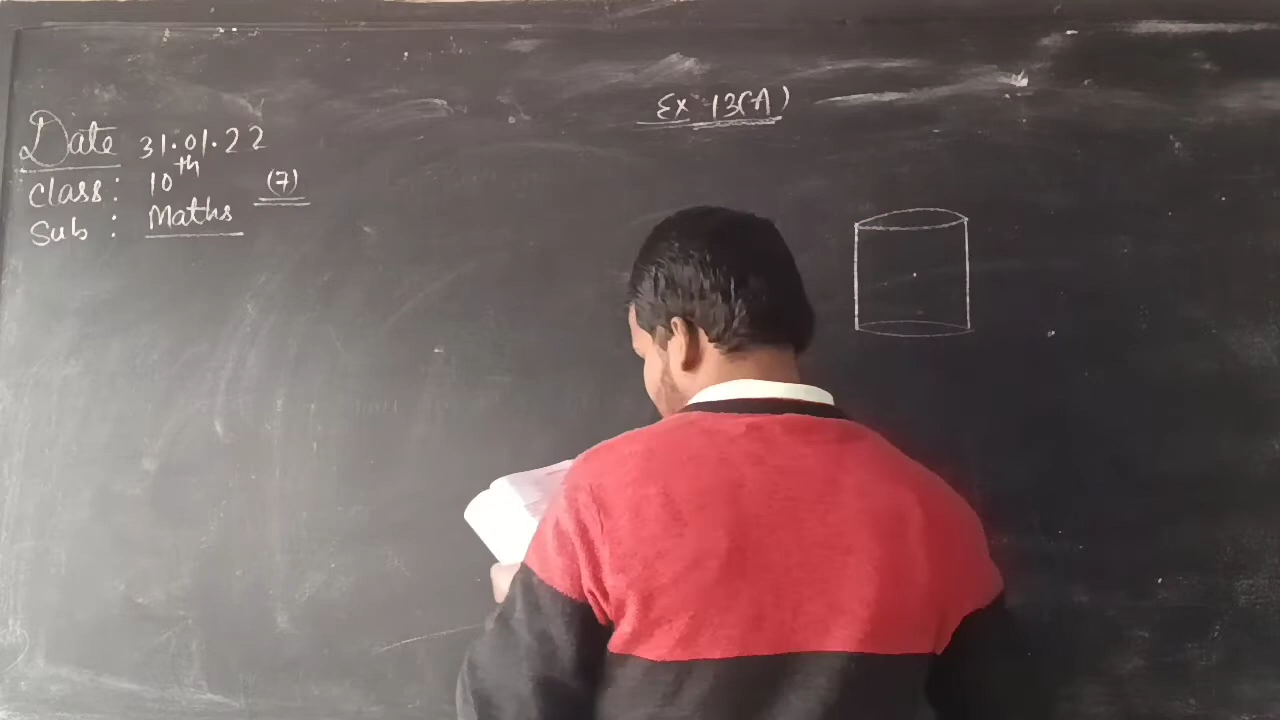 Ex 13(A)
Date 31.01.22
Class: 10th (7)
Sub: Maths